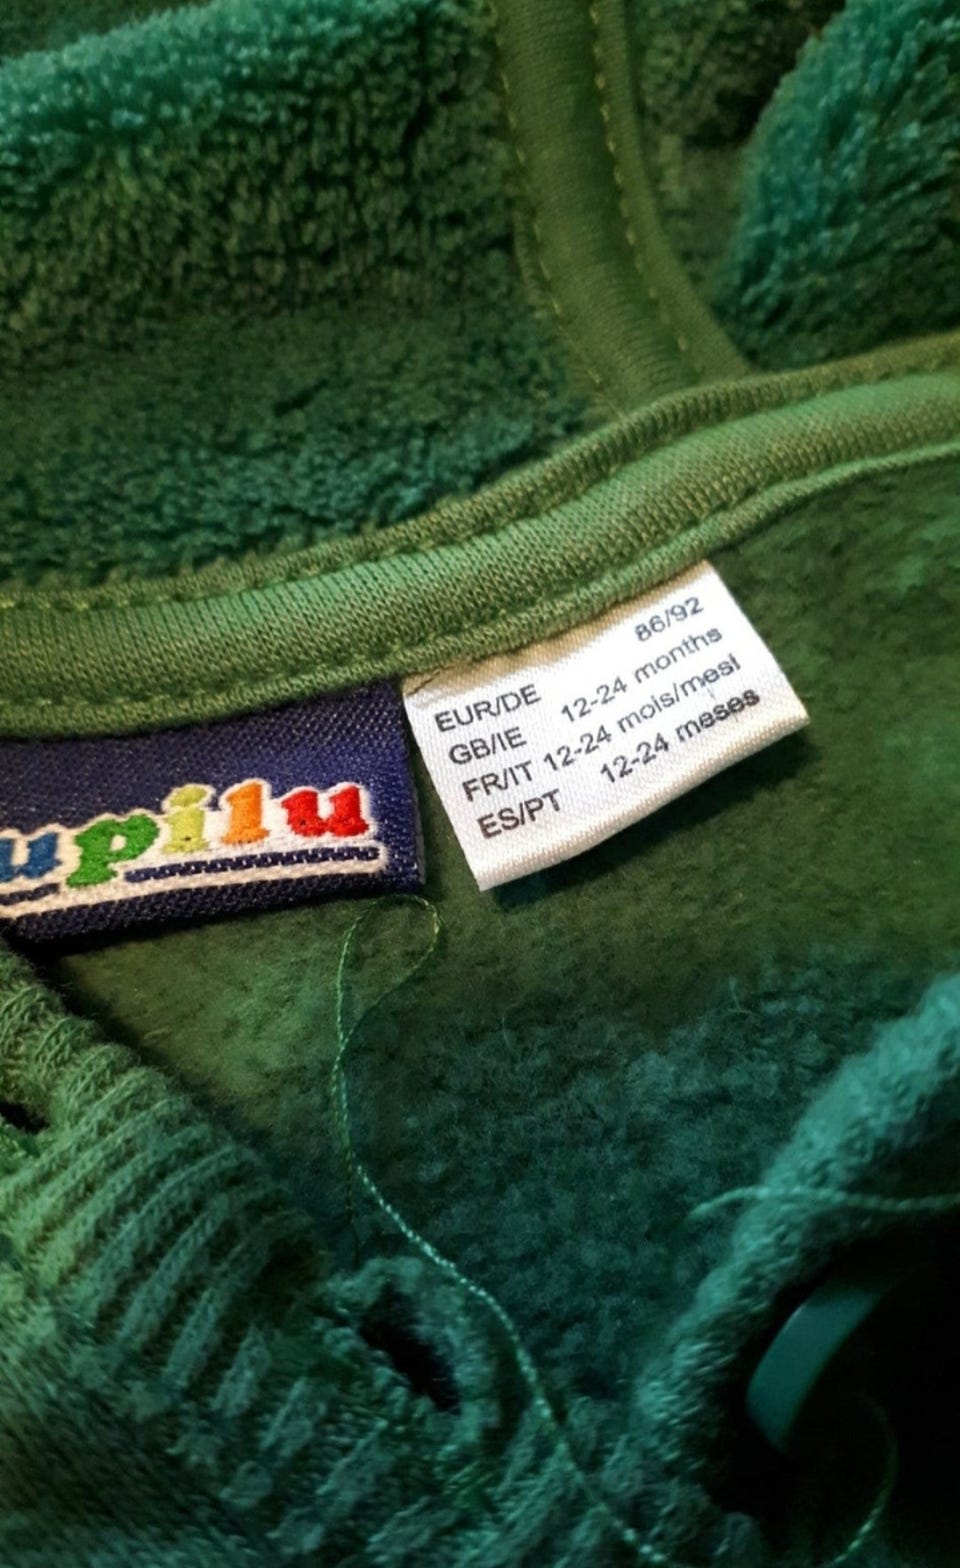 upilu
EUR/DE 86/92
GB/IE 12-24 months
FR/IT 12-24 mois/mesi
ES/PT 12-24 meses